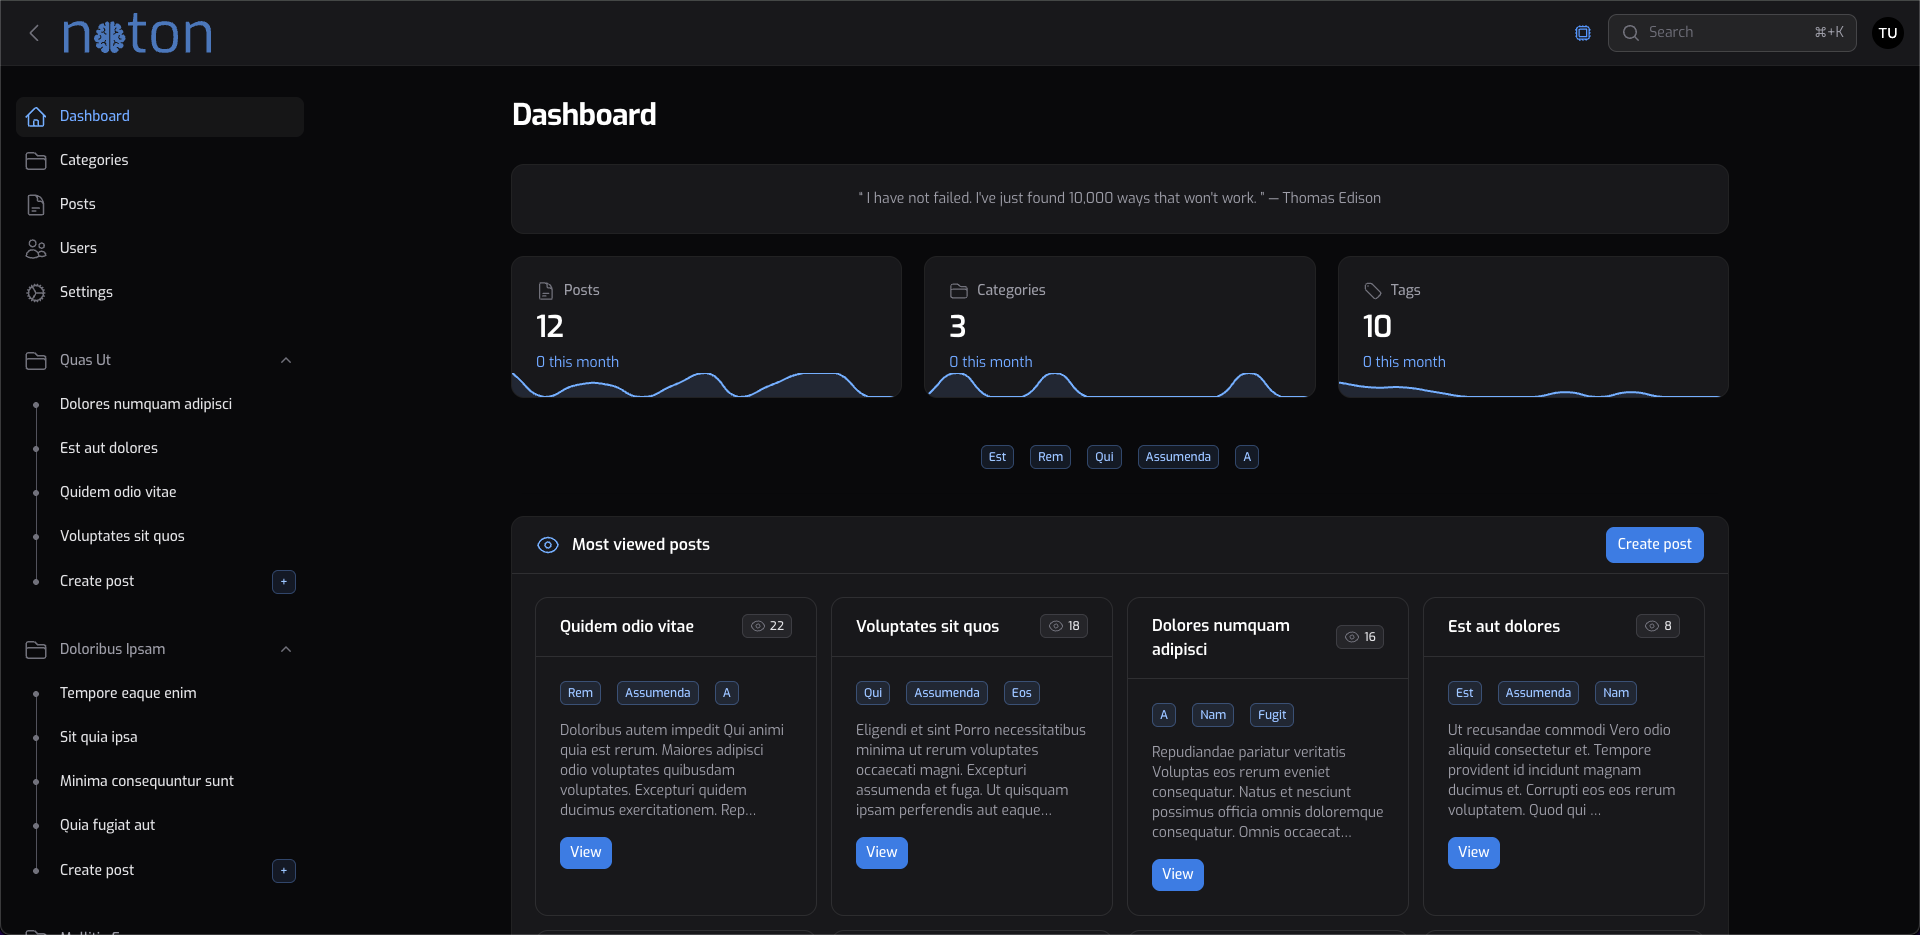 noton
Search
⌘+K
TU
Dashboard
Categories
Posts
Users
Settings
Quas Ut
Dolores numquam adipisci
Est aut dolores
Quidem odio vitae
Voluptates sit quos
Create post
+
Doloribus Ipsam
Tempore eaque enim
Sit quia ipsa
Minima consequuntur sunt
Quia fugiat aut
Create post
+
Dashboard
" I have not failed. I've just found 10,000 ways that won't work. " — Thomas Edison
Posts
12
0 this month
Categories
3
0 this month
Tags
10
0 this month
Est
Rem
Qui
Assumenda
A
Most viewed posts
Create post
Quidem odio vitae
22
Rem
Assumenda
A
Doloribus autem impedit Qui animi
quia est rerum. Maiores adipisci
odio voluptates quibusdam
voluptates. Excepturi quidem
ducimus exercitationem. Rep...
View
Voluptates sit quos
18
Qui
Assumenda
Eos
Eligendi et sint Porro necessitatibus
minima ut rerum voluptates
occaecati magni. Excepturi
assumenda et fuga. Ut quisquam
ipsam perferendis aut eaque...
View
Dolores numquam
adipisci
16
A
Nam
Fugit
Repudiandae pariatur veritatis
Voluptas eos rerum eveniet
consequatur. Natus et nesciunt
possimus officia omnis doloremque
consequatur. Omnis occaecat...
View
Est aut dolores
8
Est
Assumenda
Nam
Ut recusandae commodi Vero odio
aliquid consectetur et. Tempore
provident id incidunt magnam
ducimus et. Corrupti eos eos rerum
voluptatem. Quod qui ...
View